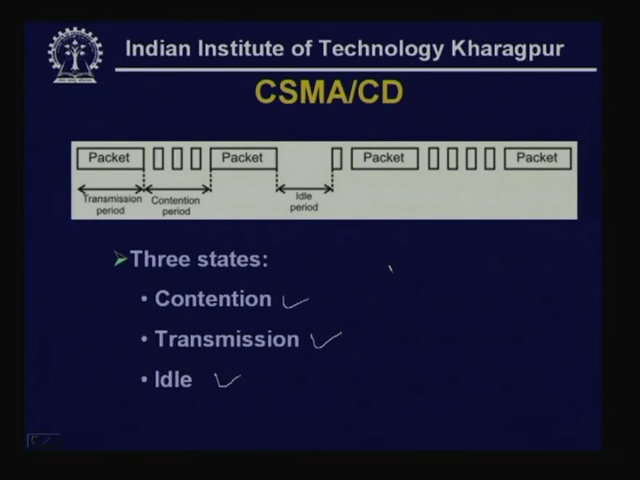 Indian Institute of Technology Kharagpur
CSMA/CD
Packet Packet Packet Packet
Transmission period
Contention period
Idle period
Three states:
• Contention
• Transmission
• Idle